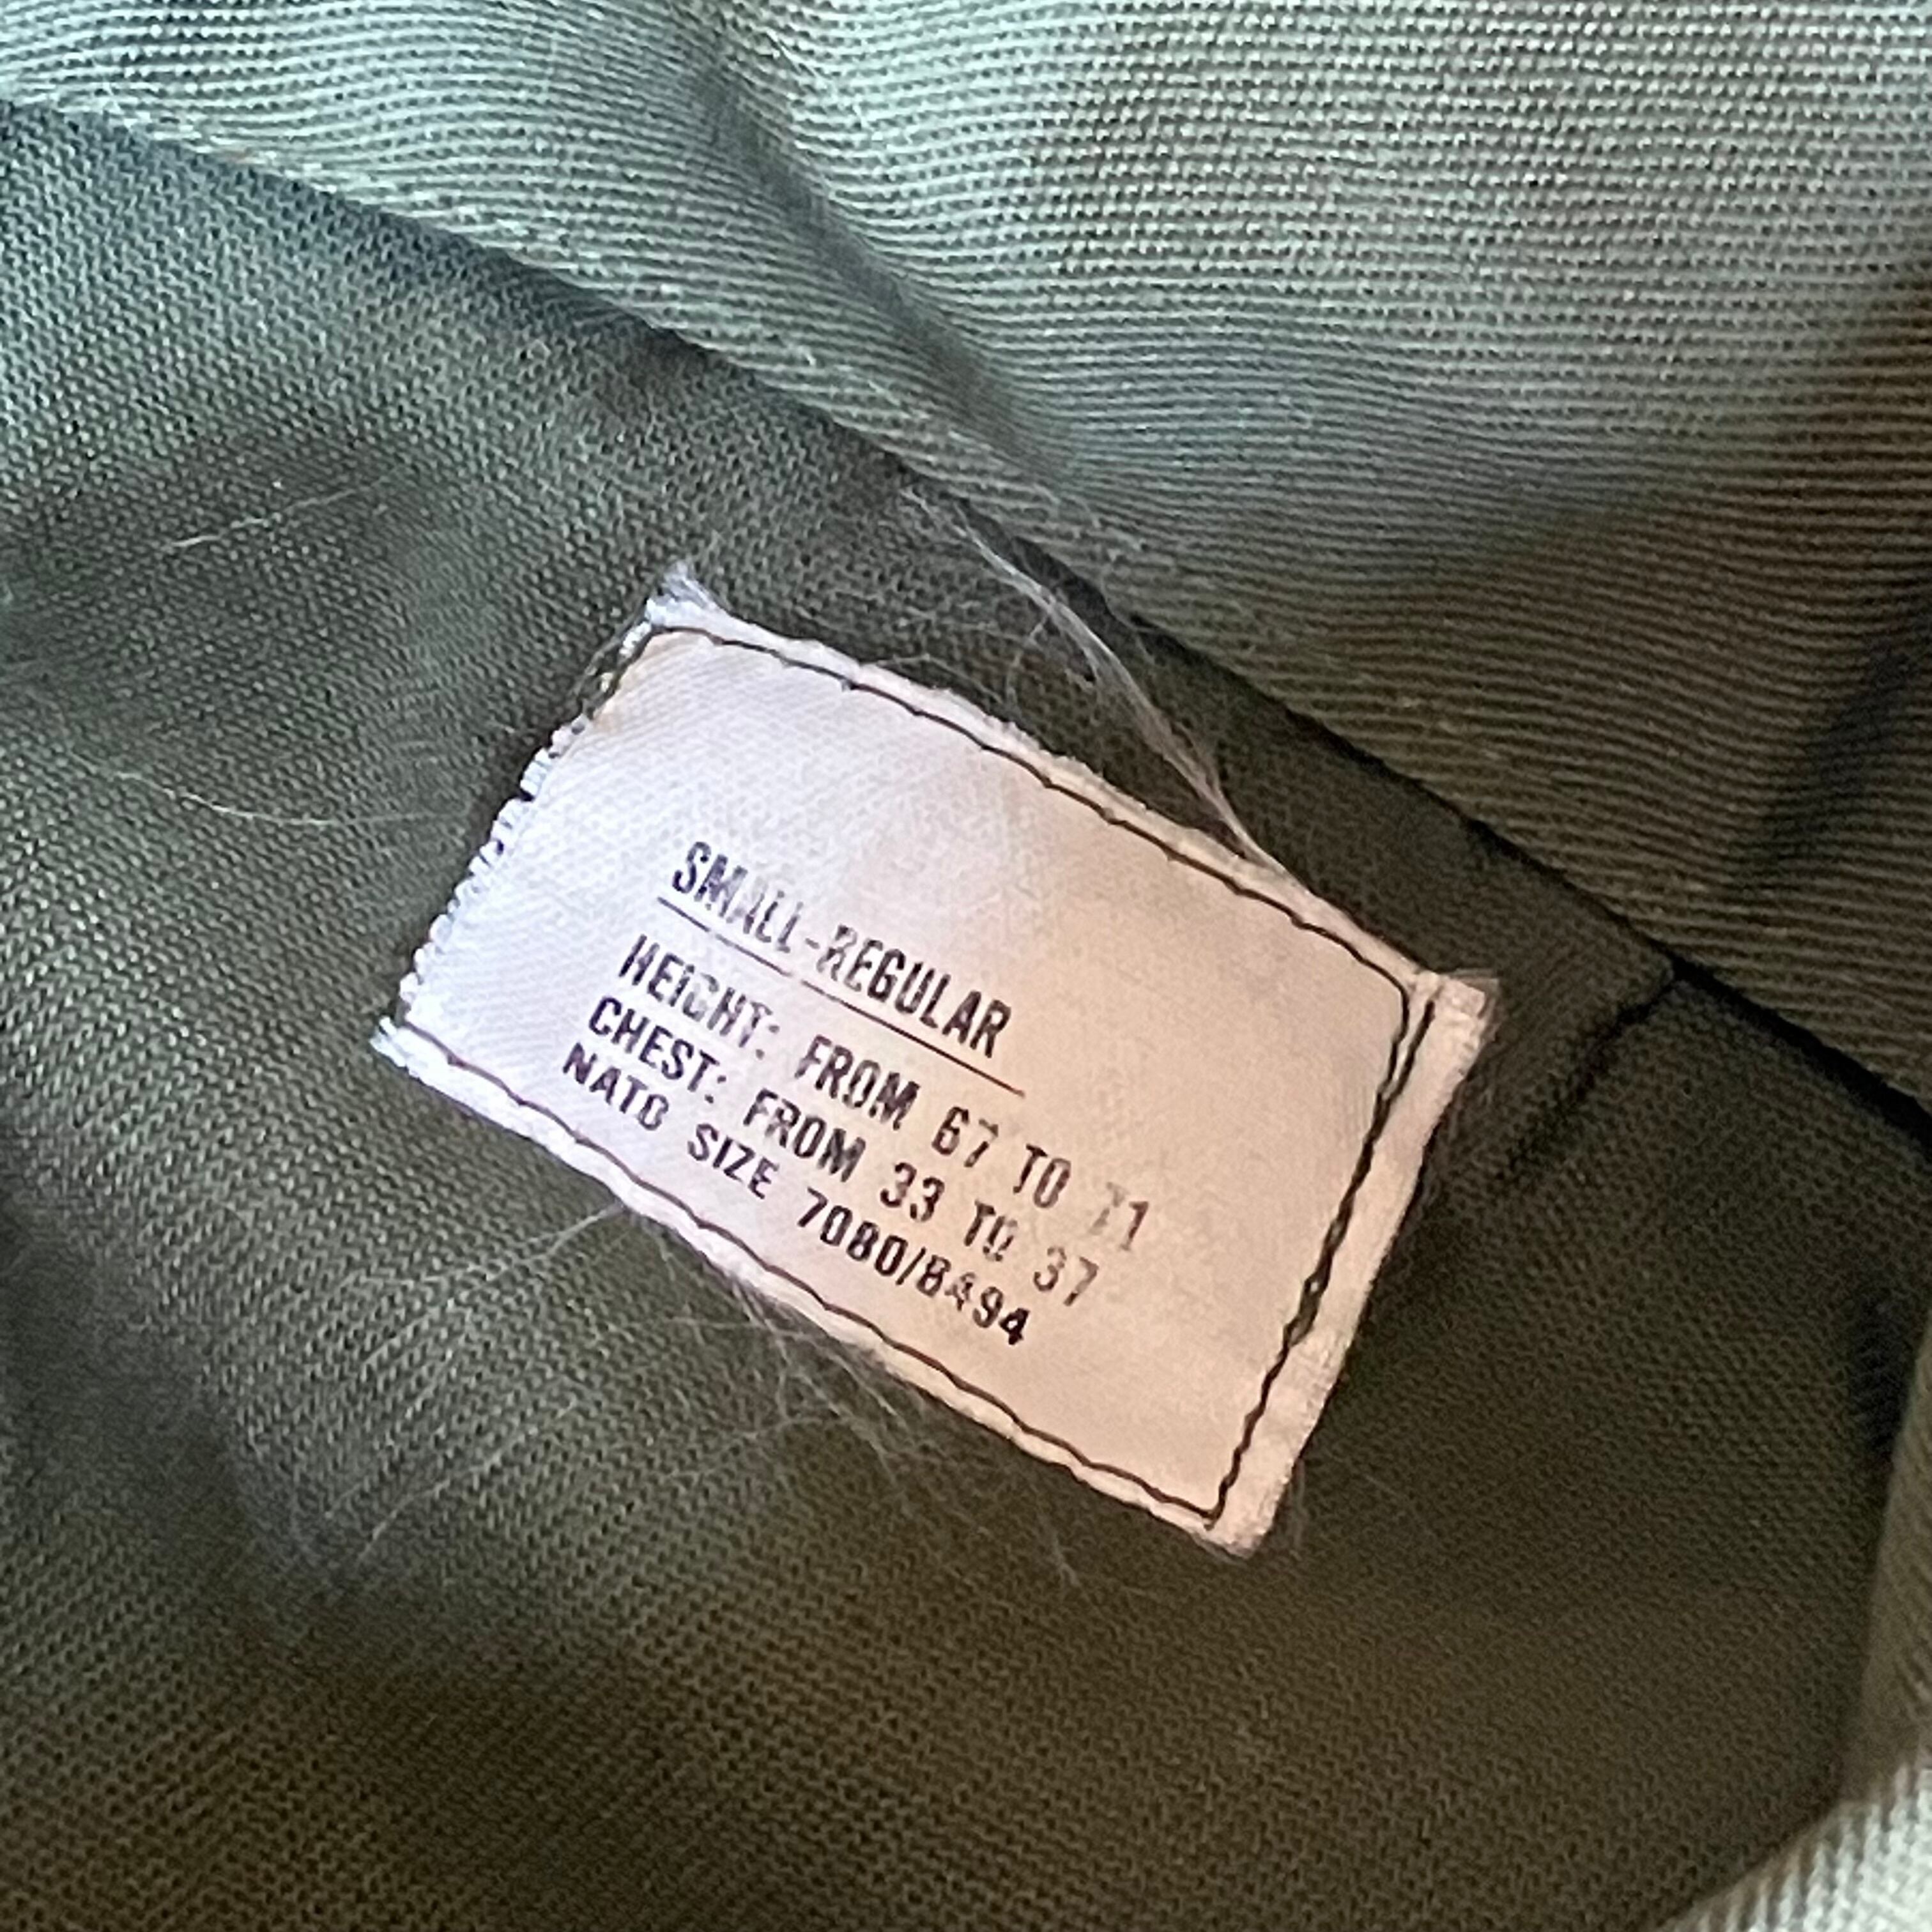 SMALL-REGULAR
HEIGHT: FROM 67 TO 71
CHEST: FROM 33 TO 37
NATO SIZE 7080/8494